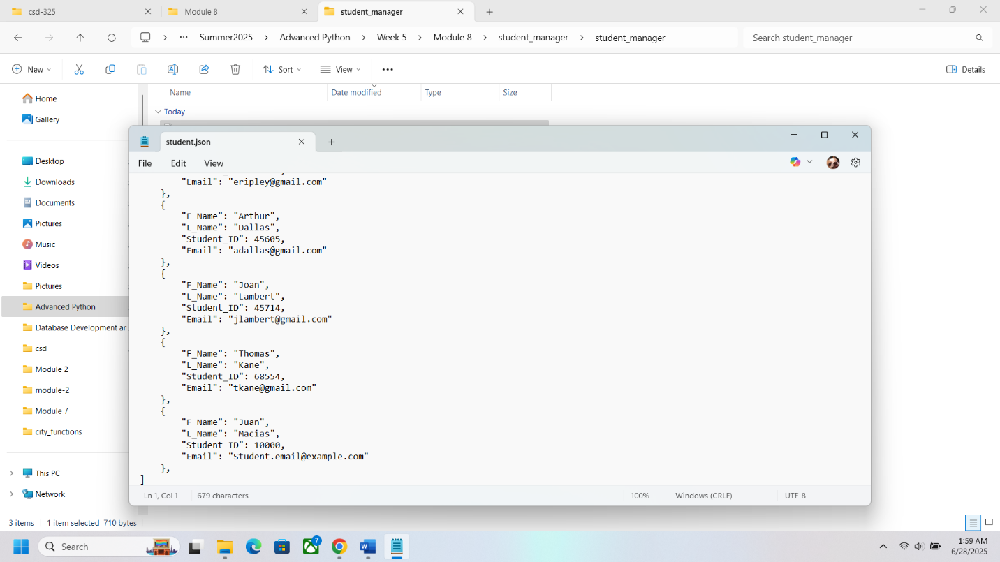 csd-325
Module 8
student_manager
Summer2025 > Advanced Python > Week 5 > Module 8 > student_manager > student_manager
Search student_manager
New
Sort
View
Details
Home
Gallery
Desktop
Downloads
Documents
Pictures
Music
Videos
Pictures
Advanced Python
Database Development ar
csd
Module 2
module-2
Module 7
city_functions
This PC
Network
Name
Date modified
Type
Size
Today
student.json
File
Edit
View
"Email": "eripley@gmail.com"
},
{
"F_Name": "Arthur",
"L_Name": "Dallas",
"Student_ID": 45605,
"Email": "adallas@gmail.com"
},
{
"F_Name": "Joan",
"L_Name": "Lambert",
"Student_ID": 45714,
"Email": "jlambert@gmail.com"
},
{
"F_Name": "Thomas",
"L_Name": "Kane",
"Student_ID": 68554,
"Email": "tkane@gmail.com"
},
{
"F_Name": "Juan",
"L_Name": "Macias",
"Student_ID": 10000,
"Email": "Student.email@example.com"
},
]
Ln 1, Col 1
679 characters
100%
Windows (CRLF)
UTF-8
3 items
1 item selected 710 bytes
Search
7
1:59 AM
6/28/2025